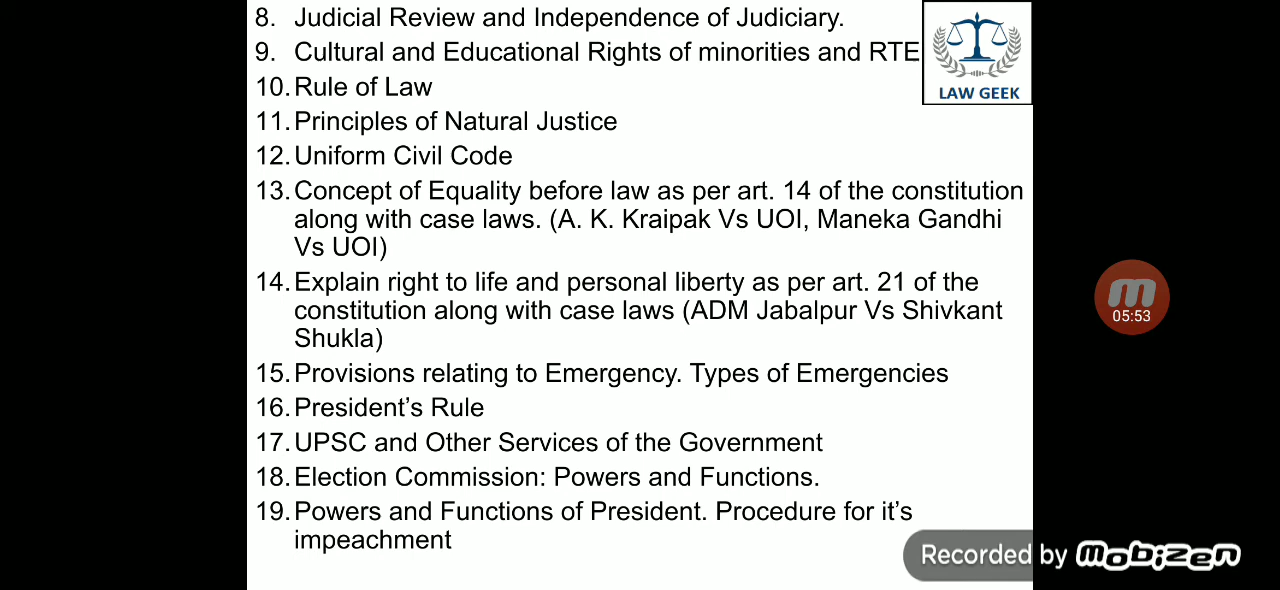 8. Judicial Review and Independence of Judiciary.
9. Cultural and Educational Rights of minorities and RTE
10. Rule of Law
11. Principles of Natural Justice
12. Uniform Civil Code
13. Concept of Equality before law as per art. 14 of the constitution
along with case laws. (A. K. Kraipak Vs UOI, Maneka Gandhi
Vs UOI)
14. Explain right to life and personal liberty as per art. 21 of the
constitution along with case laws (ADM Jabalpur Vs Shivkant
Shukla)
15. Provisions relating to Emergency. Types of Emergencies
16. President's Rule
17. UPSC and Other Services of the Government
18. Election Commission: Powers and Functions.
19. Powers and Functions of President. Procedure for it's
impeachment
LAW GEEK
05:53
Recorded by Mobizen